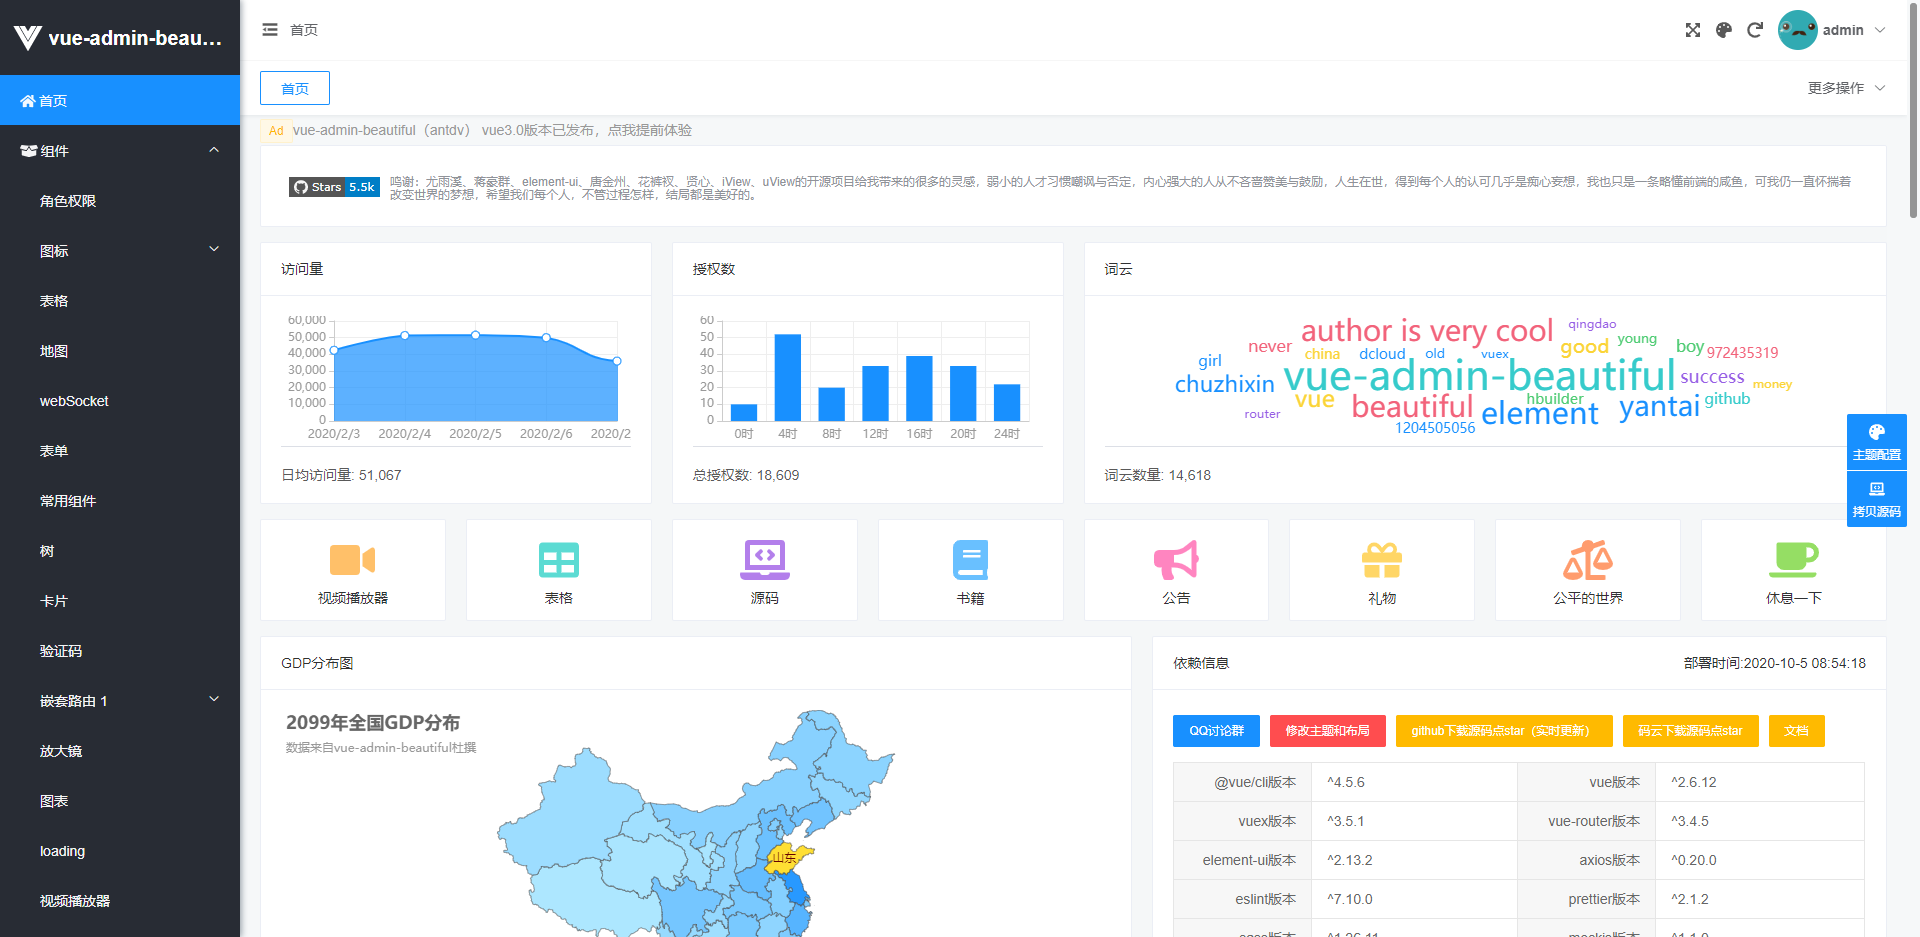 vue-admin-beau...
首页
组件
角色权限
图标
表格
地图
webSocket
表单
常用组件
树
卡片
验证码
嵌套路由 1
放大镜
图表
loading
视频播放器
首页
admin
首页
更多操作
Ad vue-admin-beautiful（antdv） vue3.0版本已发布，点我提前体验
Stars 5.5k
鸣谢：尤雨溪、蒋豪群、element-ui、唐金州、花裤衩、贤心、iView、uView的开源项目给我带来的很多的灵感，弱小的人才习惯嘲讽与否定，内心强大的人从不吝啬赞美与鼓励，人生在世，得到每个人的认可几乎是痴心妄想，我也只是一条略懂前端的咸鱼，可我仍一直怀揣着
改变世界的梦想，希望我们每个人，不管过程怎样，结局都是美好的。
访问量
60,000
50,000
40,000
30,000
20,000
10,000
0
2020/2/3 2020/2/4 2020/2/5 2020/2/6 2020/2
日均访问量: 51,067
授权数
60
50
40
30
20
10
0
0时 4时 8时 12时 16时 20时 24时
总授权数: 18,609
词云
author is very cool
qingdao
never
china
dcloud
old
vuex
good
young
boy
972435319
girl
chuzhixin
vue-admin-beautiful
success
money
router
vue
beautiful
1204505056
element
hbuilder
yantai
github
词云数量: 14,618
主题配置
拷贝源码
视频播放器
表格
源码
书籍
公告
礼物
公平的世界
休息一下
GDP分布图
2099年全国GDP分布
数据来自vue-admin-beautiful杜撰
山东
依赖信息
部署时间:2020-10-5 08:54:18
QQ讨论群 修改主题和布局 github下载源码点star（实时更新） 码云下载源码点star 文档
@vue/cli版本 ^4.5.6 vue版本 ^2.6.12
vuex版本 ^3.5.1 vue-router版本 ^3.4.5
element-ui版本 ^2.13.2 axios版本 ^0.20.0
eslint版本 ^7.10.0 prettier版本 ^2.1.2